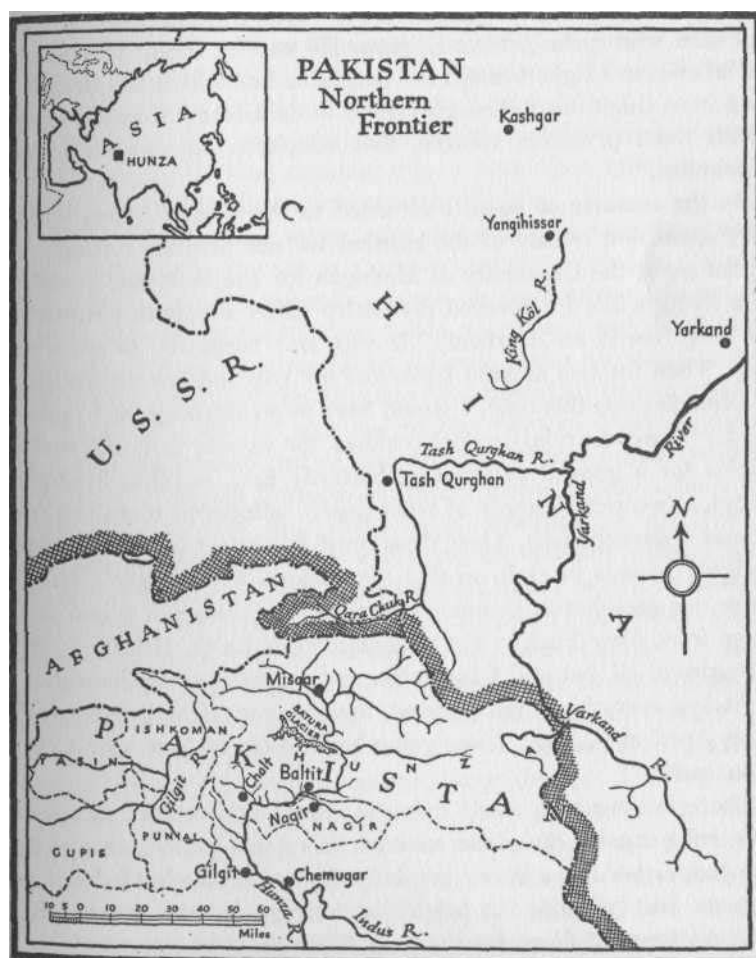 PAKISTAN
Northern
Frontier
ASIA
HUNZA
Kashgar
CHINA
Yengihissar
King Kol R.
Yarkand
U.S.S.R.
Tash Qurghan R.
Tash Qurghan
River
Yarkand
N
AFGHANISTAN
Qara Chukur R.
Misgar
PAKISTAN
ISHKOMAN
BATURA
GLACIER
HUNZA
YASIN
Gilgit R.
Chalt
Baltit
Nagir
NAGIR
Yarkand
R.
PUNIAL
GUPIS
Gilgit
Chemugar
Hunza
Indus R.
10 5 0 10 20 30 40 50 60
Miles